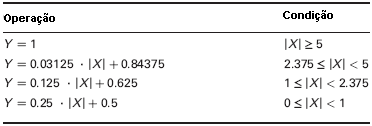 Operação Condição
Y = 1 |X| ≥ 5
Y = 0.03125 · |X| + 0.84375 2.375 ≤ |X| < 5
Y = 0.125 · |X| + 0.625 1 ≤ |X| < 2.375
Y = 0.25 · |X| + 0.5 0 ≤ |X| < 1